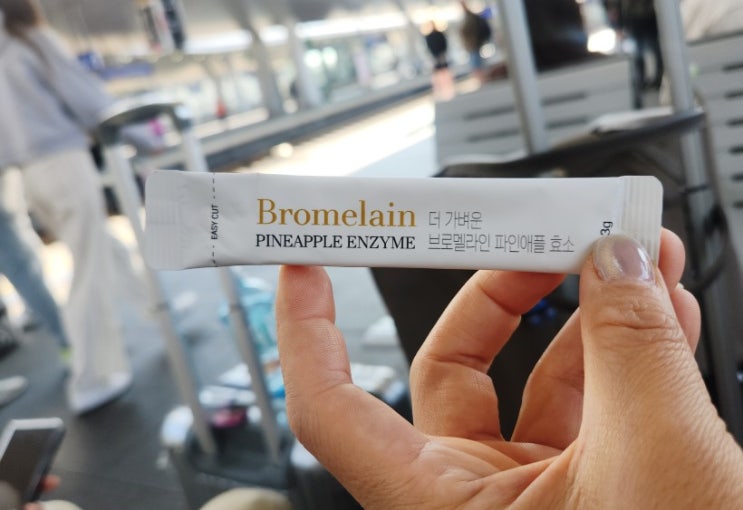 EASY CUT
Bromelain
PINEAPPLE ENZYME
더 가벼운
브로멜라인 파인애플 효소
3g